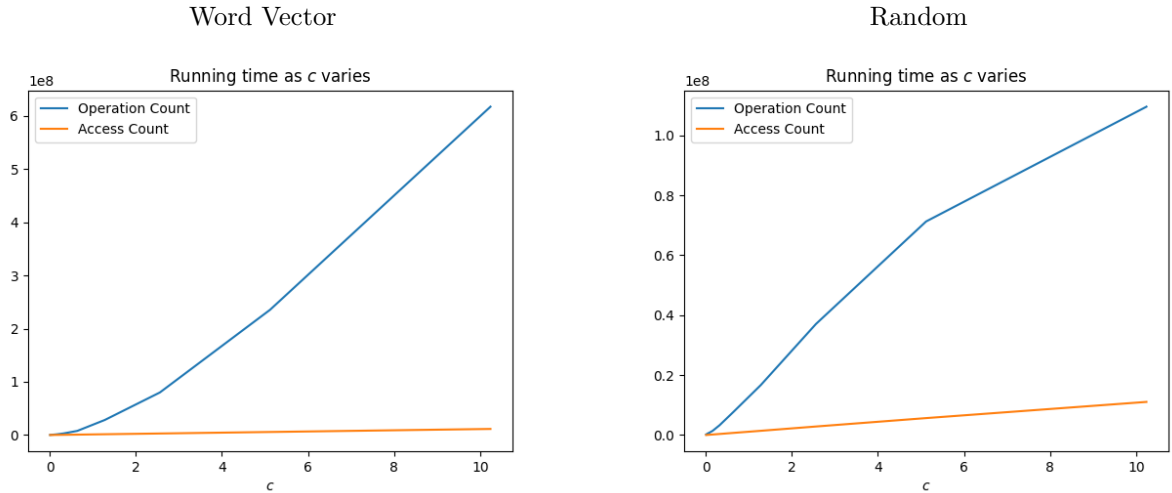 Word Vector
Running time as c varies
1e8
Operation Count
Access Count
6
5
4
3
2
1
0
0 2 4 6 8 10
c
Random
Running time as c varies
1e8
Operation Count
Access Count
1.0
0.8
0.6
0.4
0.2
0.0
0 2 4 6 8 10
c